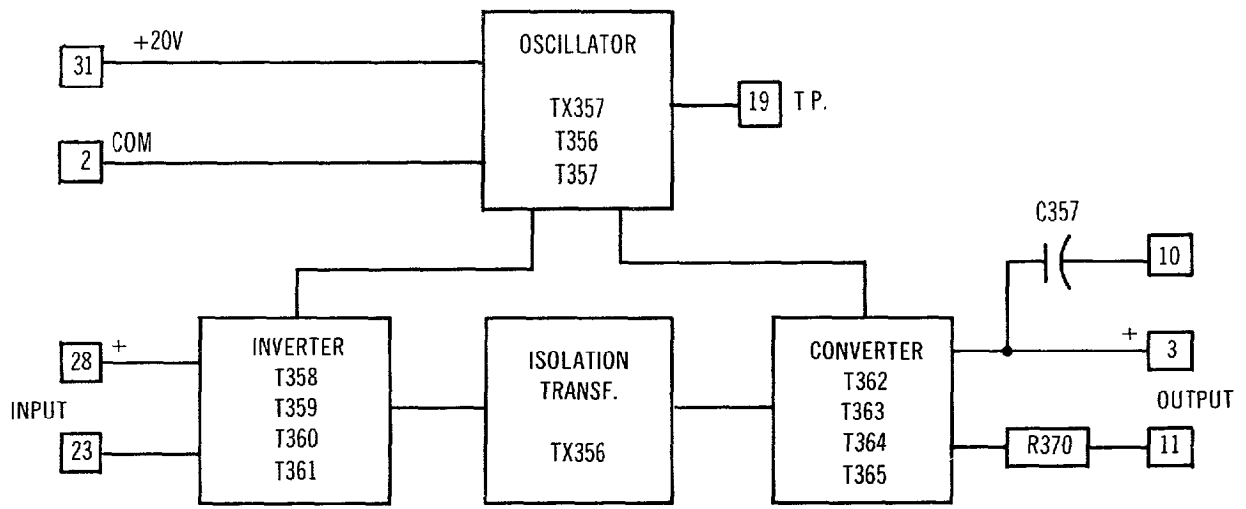 +20V
31
COM
2
OSCILLATOR
TX357
T356
T357
19 T P.
C357
10
28 +
INPUT
23
INVERTER
T358
T359
T360
T361
ISOLATION
TRANSF.
TX356
CONVERTER
T362
T363
T364
T365
+ 3
OUTPUT
R370
11